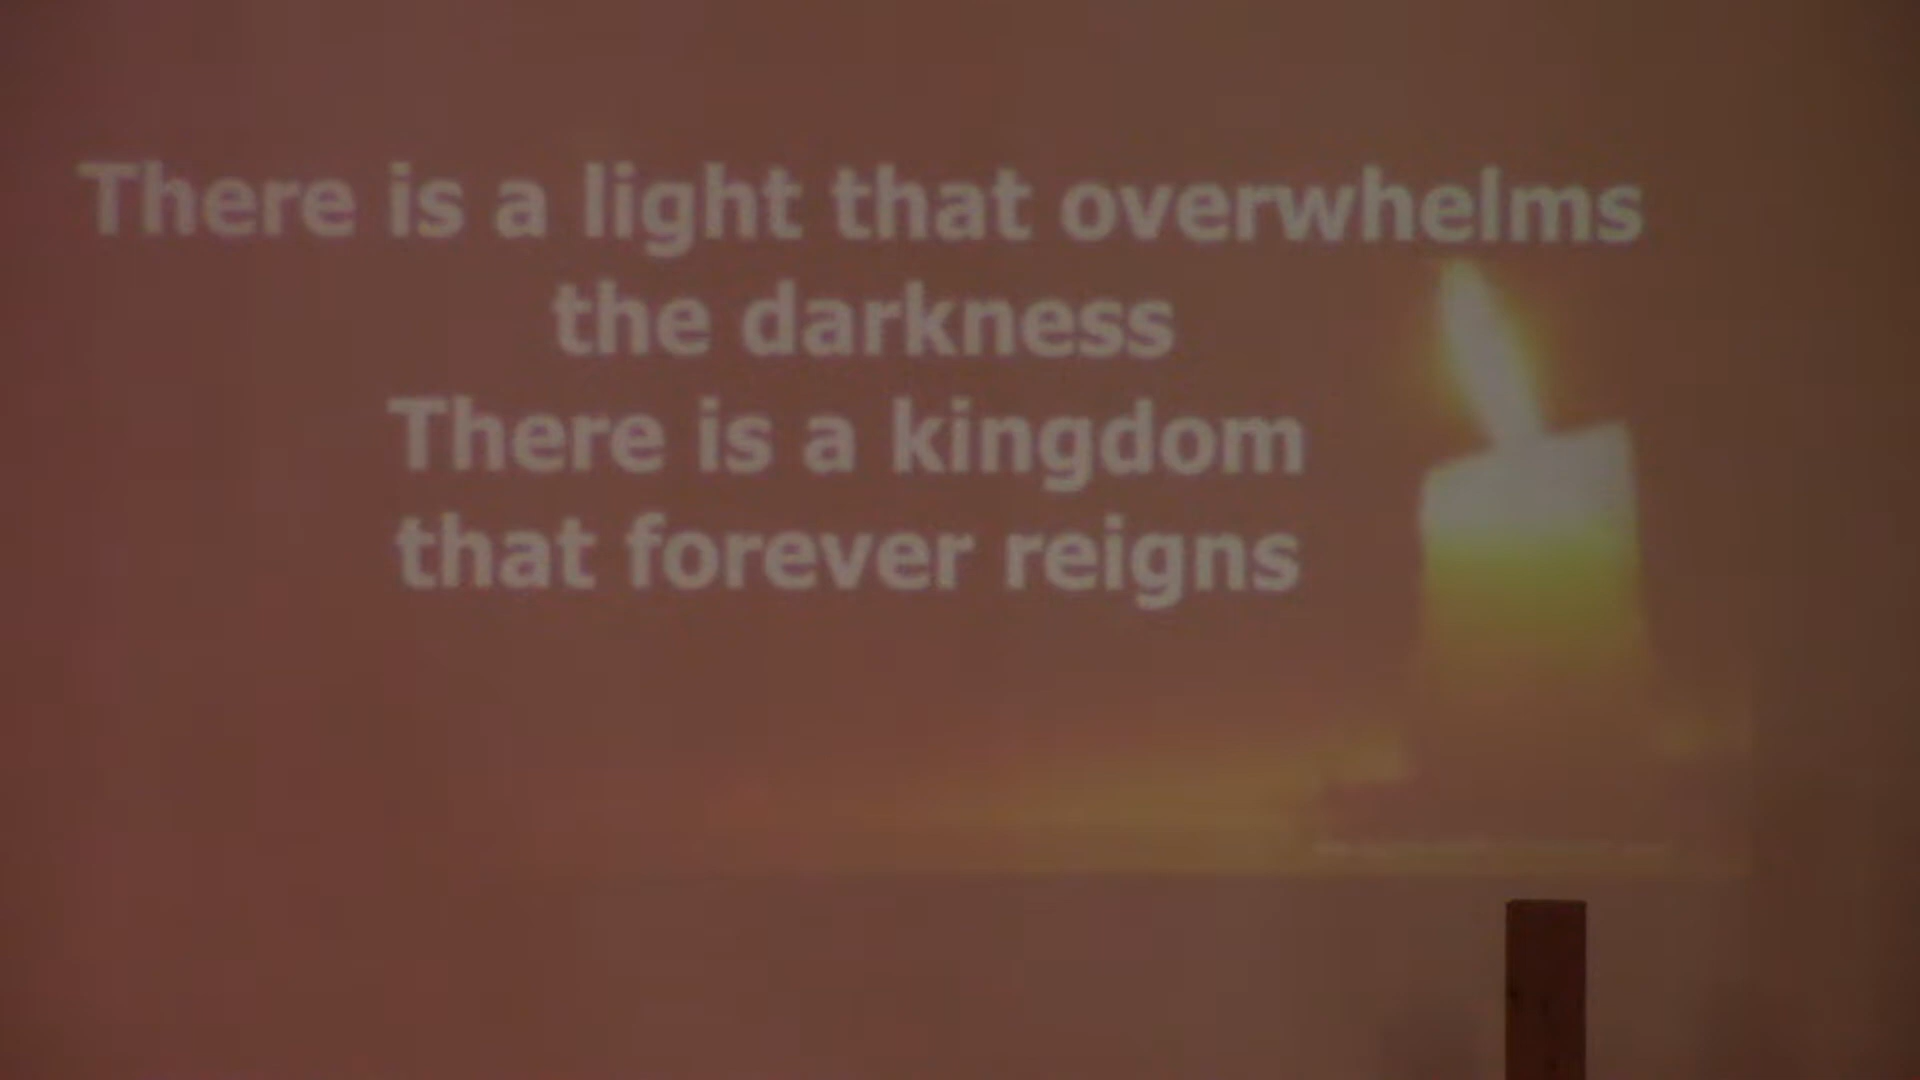 There is a light that overwhelms
the darkness
There is a kingdom
that forever reigns